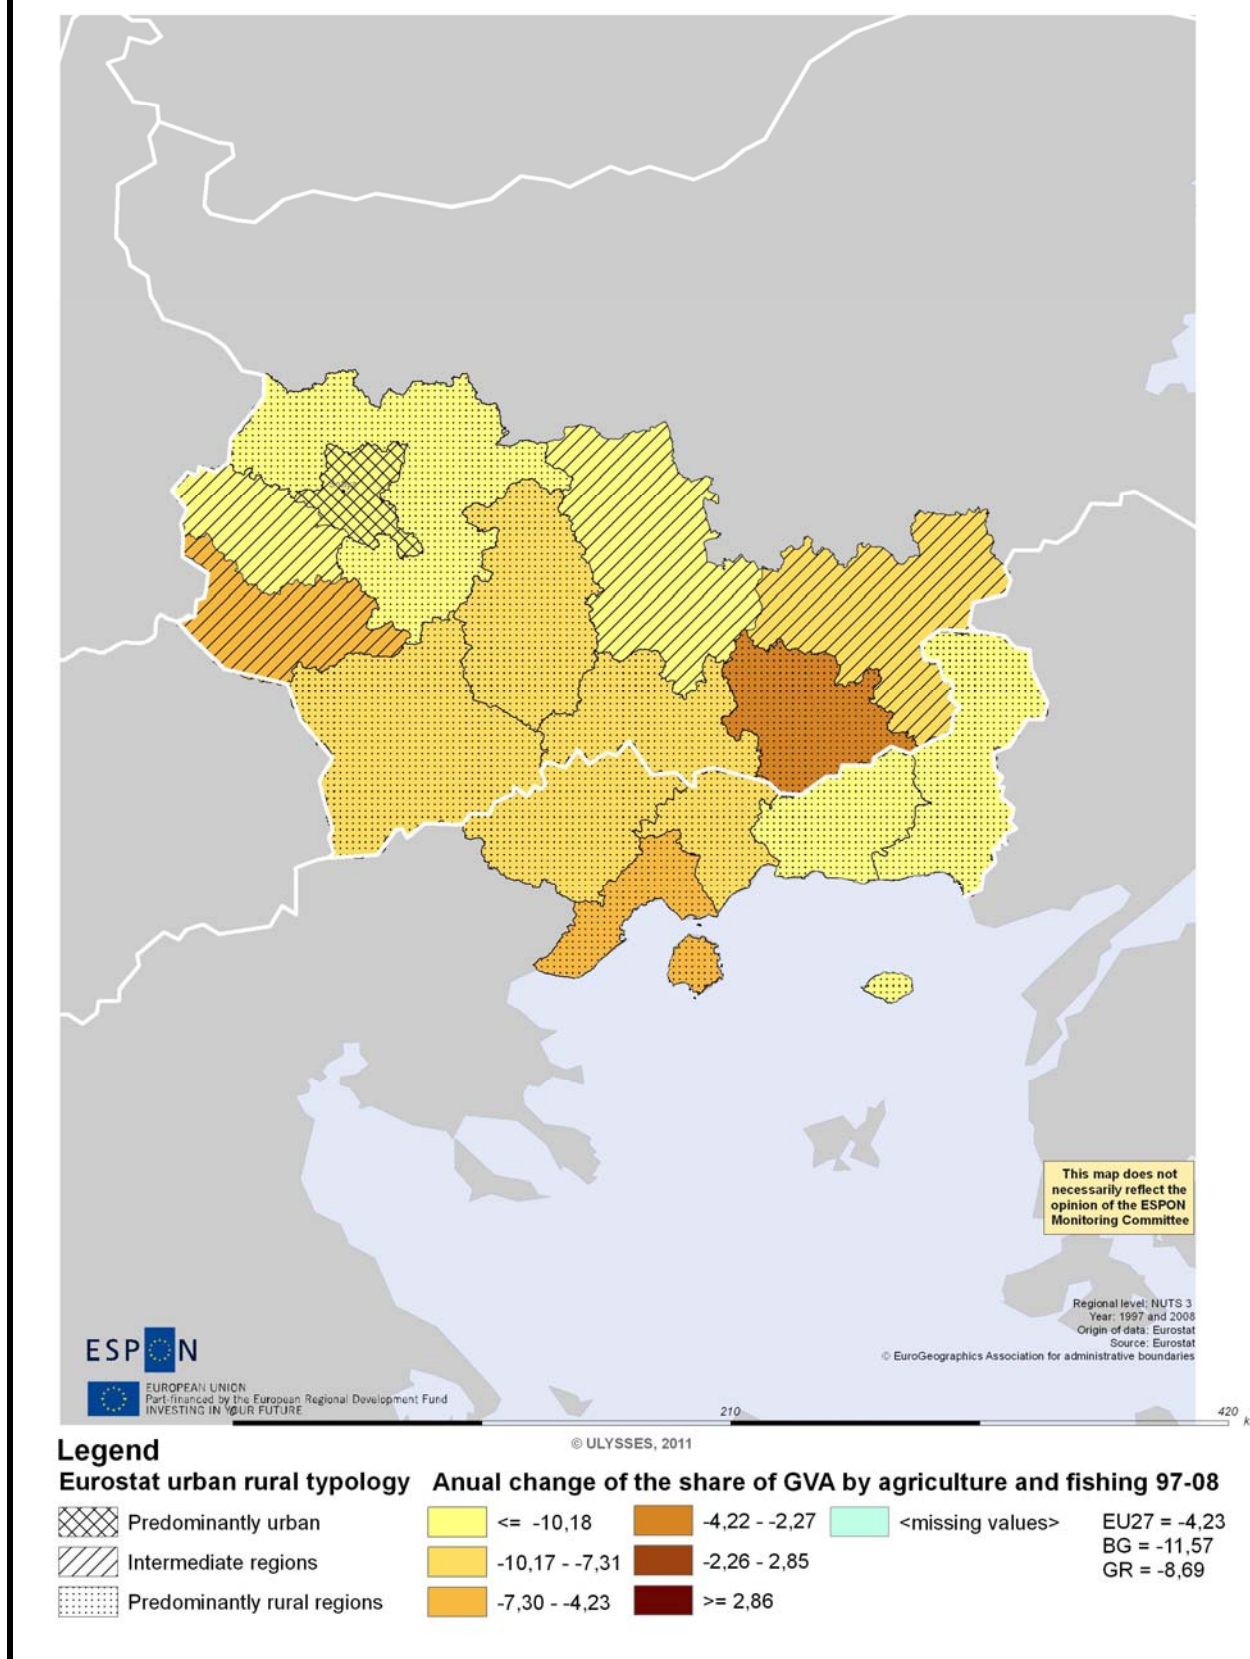 This map does not
necessarily reflect the
opinion of the ESPON
Monitoring Committee
Regional level: NUTS 3
Year: 1997 and 2008
Origin of data: Eurostat
Source: Eurostat
© EuroGeographics Association for administrative boundaries
ESPON
EUROPEAN UNION
Part-financed by the European Regional Development Fund
INVESTING IN YOUR FUTURE
0 210 420
k
© ULYSSES, 2011
Legend
Eurostat urban rural typology
Predominantly urban
Intermediate regions
Predominantly rural regions
Anual change of the share of GVA by agriculture and fishing 97-08
<= -10,18
-10,17 - -7,31
-7,30 - -4,23
-4,22 - -2,27
-2,26 - 2,85
>= 2,86
<missing values>
EU27 = -4,23
BG = -11,57
GR = -8,69